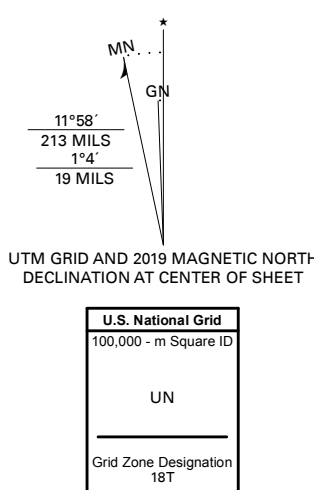 MN
GN
11°58´
213 MILS
1°4´
19 MILS
UTM GRID AND 2019 MAGNETIC NORTH
DECLINATION AT CENTER OF SHEET
U.S. National Grid
100,000 - m Square ID
UN
Grid Zone Designation
18T